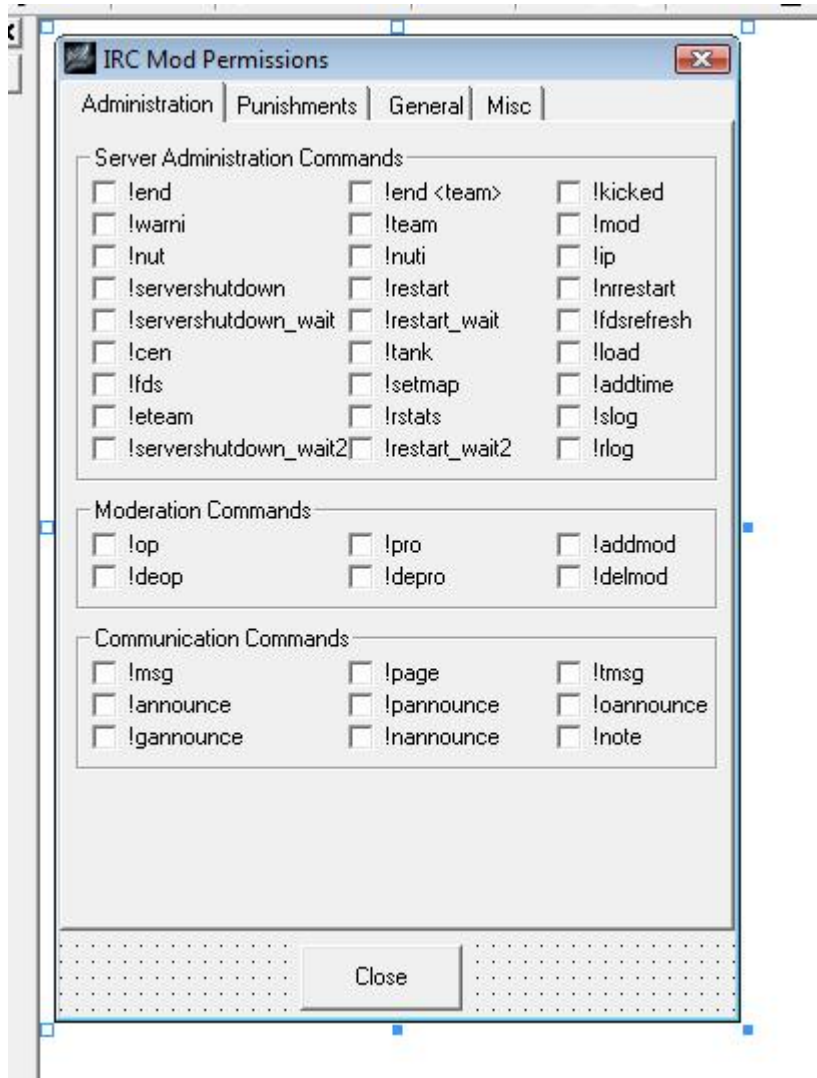 IRC Mod Permissions
Administration Punishments General Misc
Server Administration Commands
!end !end <team> !kicked
!warni !team !mod
!nut !nuti !ip
!servershutdown !restart !nrrestart
!servershutdown_wait !restart_wait !fdsrefresh
!cen !tank !load
!fds !setmap !addtime
!eteam !rstats !slog
!servershutdown_wait2 !restart_wait2 !rlog
Moderation Commands
!op !pro !addmod
!deop !depro !delmod
Communication Commands
!msg !page !tmsg
!announce !pannounce !oannounce
!gannounce !nannounce !note
Close